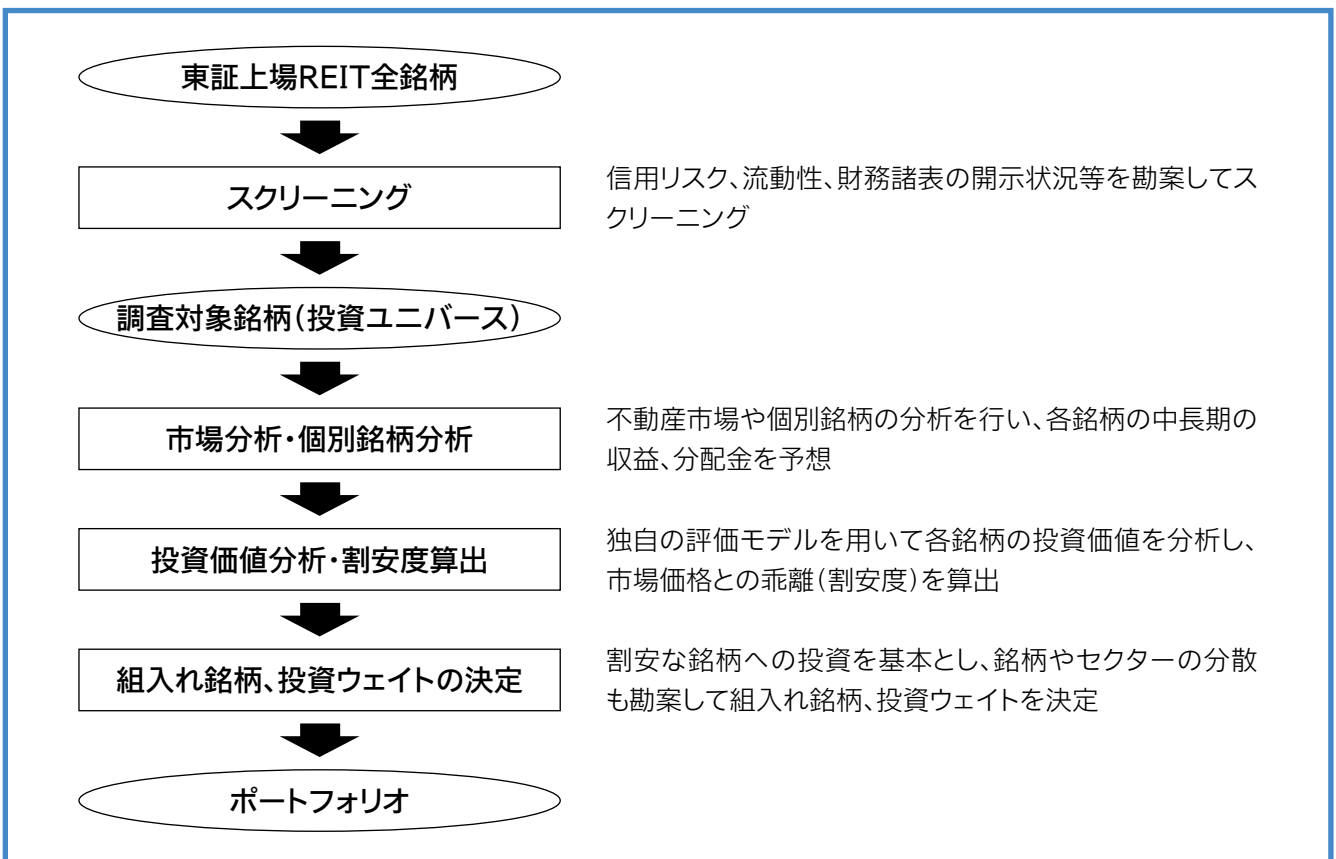 東証上場REIT全銘柄
スクリーニング
信用リスク、流動性、財務諸表の開示状況等を勘案してス
クリーニング
調査対象銘柄(投資ユニバース)
市場分析・個別銘柄分析
不動産市場や個別銘柄の分析を行い、各銘柄の中長期の
収益、分配金を予想
投資価値分析・割安度算出
独自の評価モデルを用いて各銘柄の投資価値を分析し、
市場価格との乖離(割安度)を算出
組入れ銘柄、投資ウェイトの決定
割安な銘柄への投資を基本とし、銘柄やセクターの分散
も勘案して組入れ銘柄、投資ウェイトを決定
ポートフォリオ